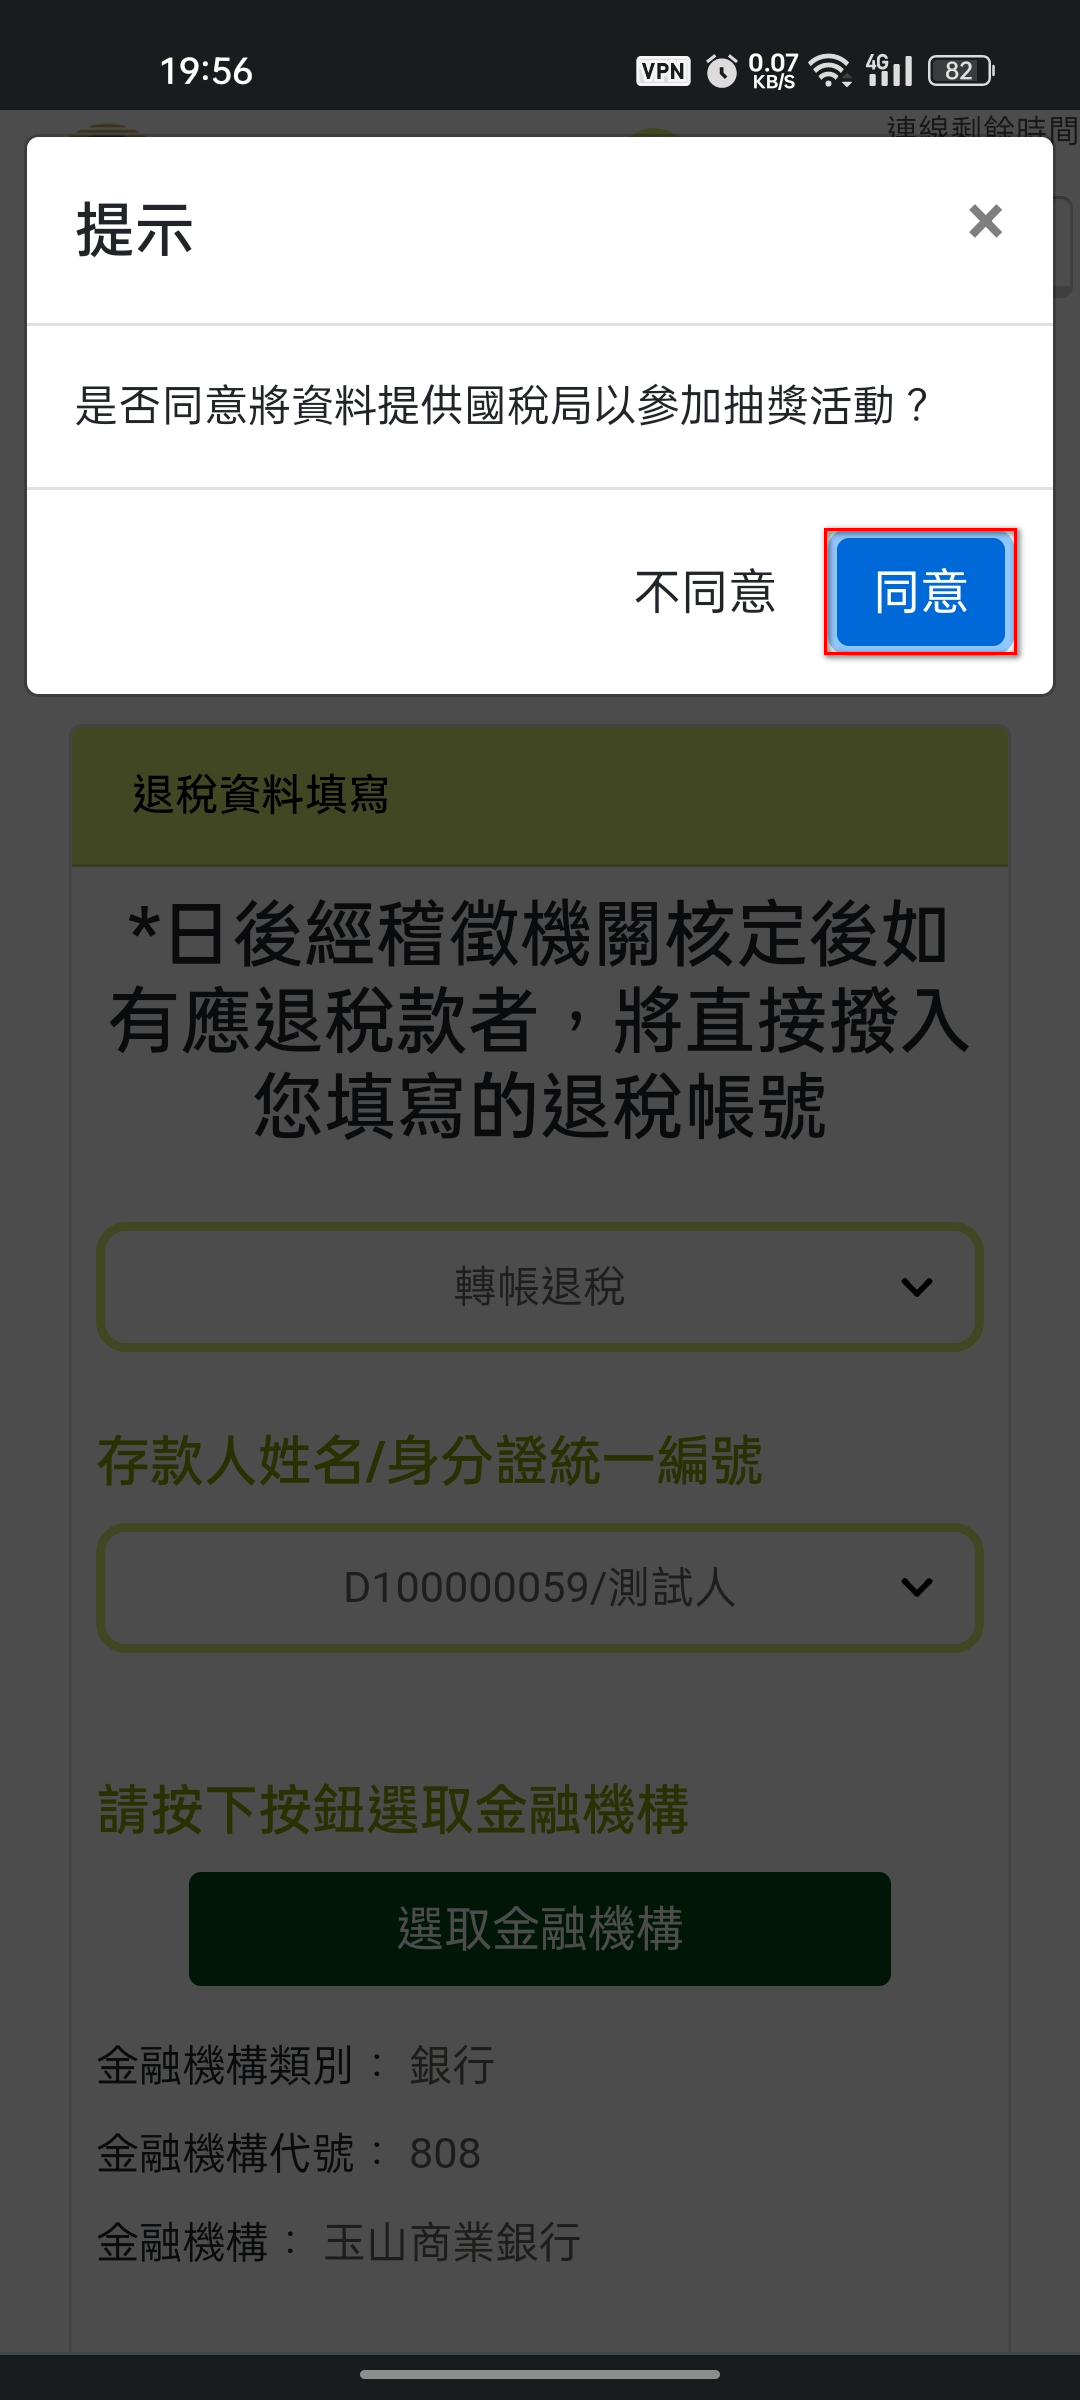 19:56 VPN 0.07 KB/S 4G 82
連線剩餘時間
提示 ×
是否同意將資料提供國稅局以參加抽獎活動？
不同意 同意
退稅資料填寫
*日後經稽徵機關核定後如
有應退稅款者，將直接撥入
您填寫的退稅帳號
轉帳退稅
存款人姓名/身分證統一編號
D100000059/測試人
請按下按鈕選取金融機構
選取金融機構
金融機構類別： 銀行
金融機構代號： 808
金融機構： 玉山商業銀行